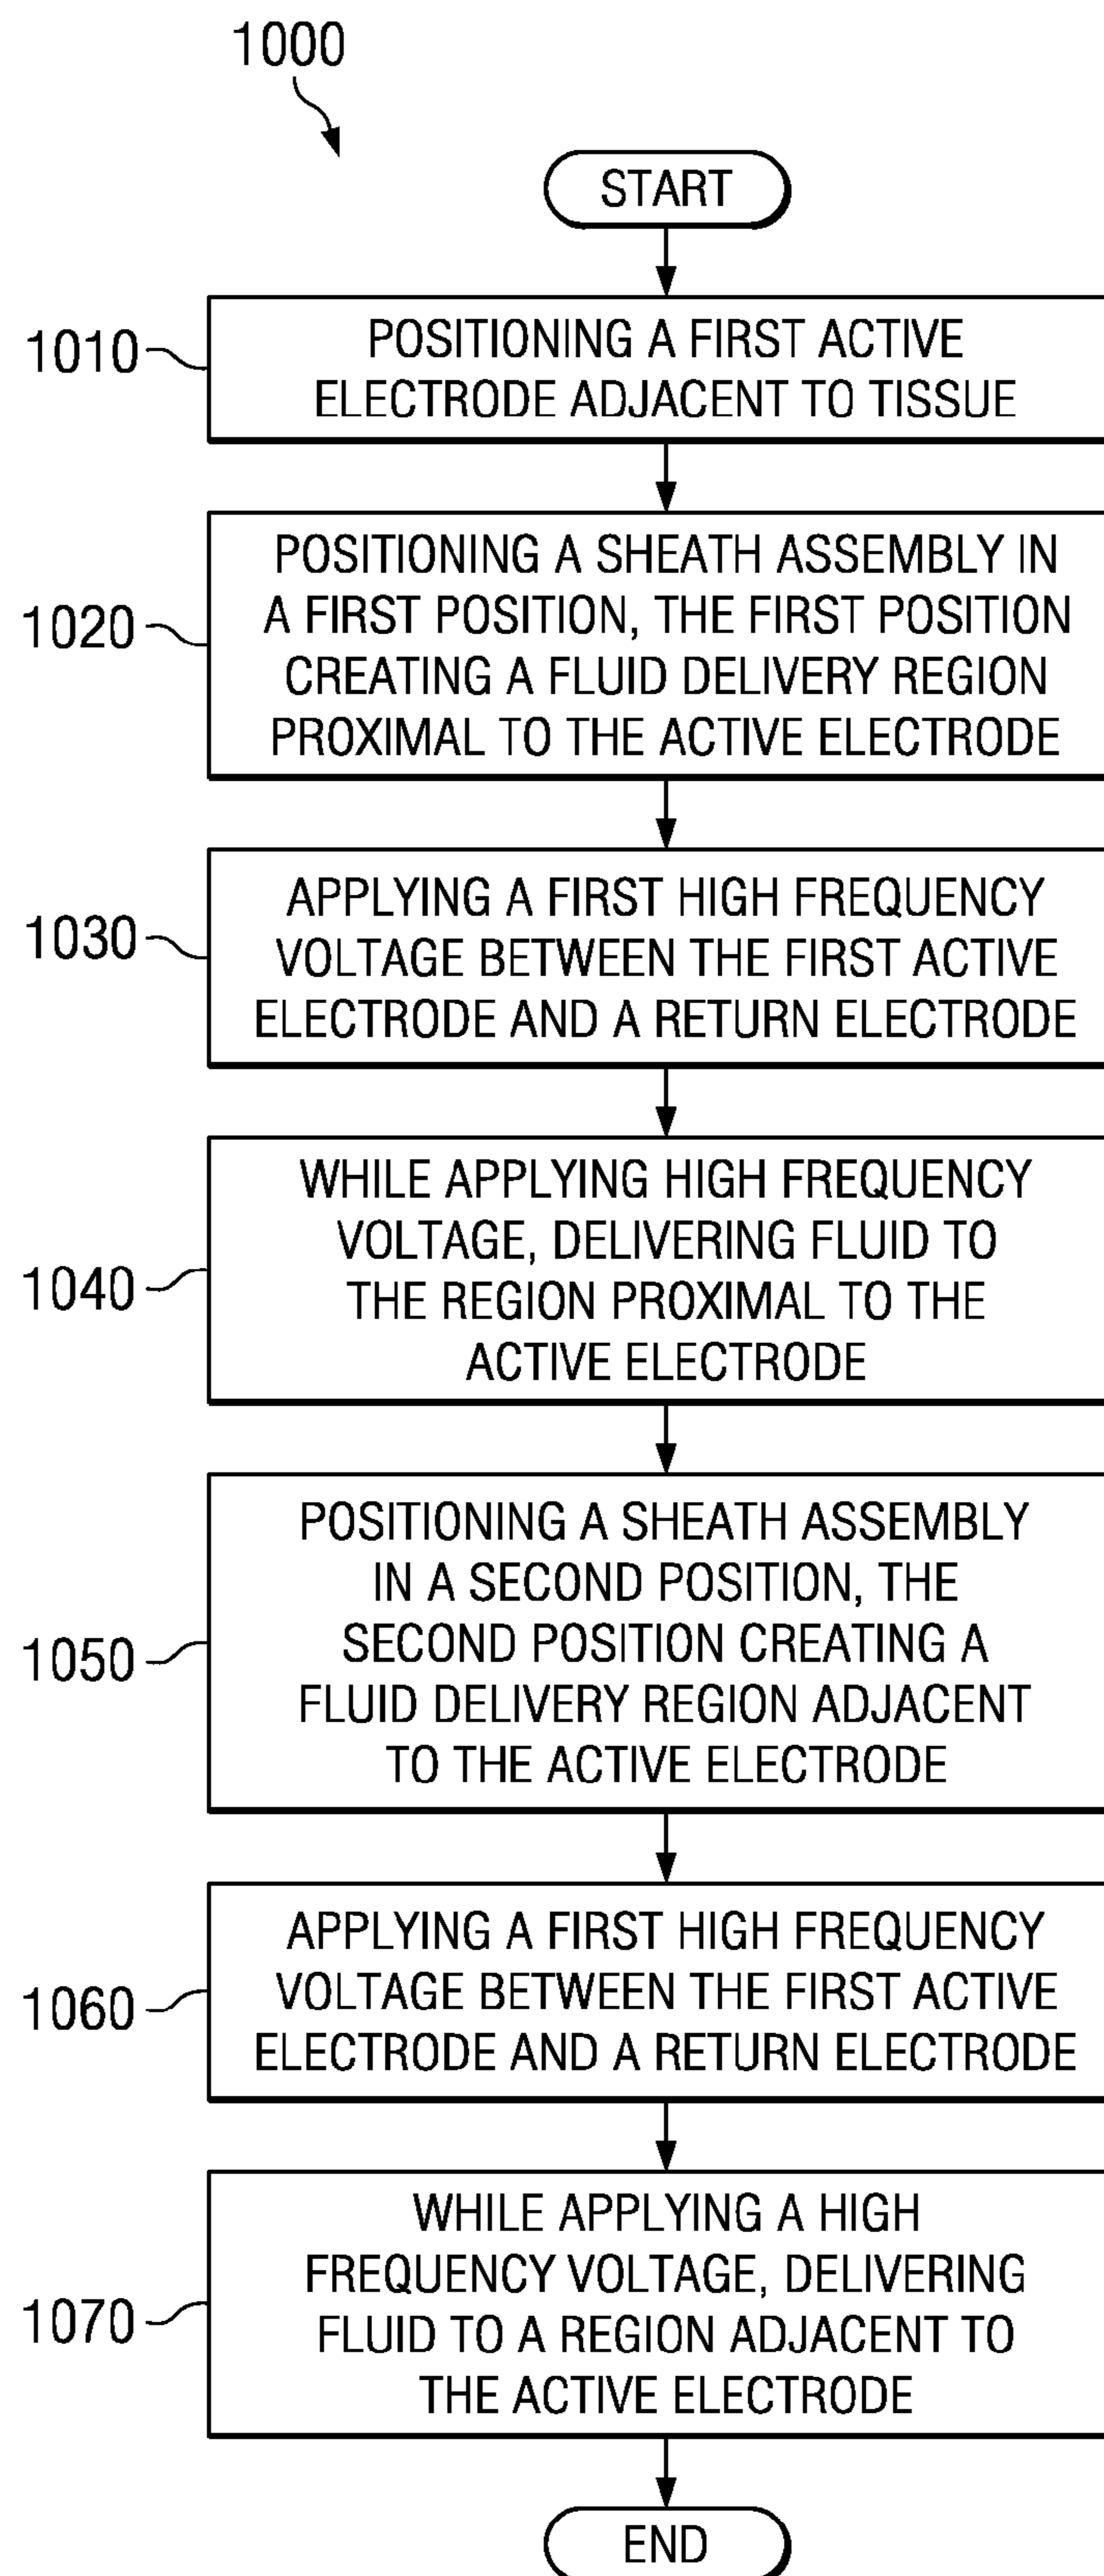 1000
START
1010
POSITIONING A FIRST ACTIVE
ELECTRODE ADJACENT TO TISSUE
1020
POSITIONING A SHEATH ASSEMBLY IN
A FIRST POSITION, THE FIRST POSITION
CREATING A FLUID DELIVERY REGION
PROXIMAL TO THE ACTIVE ELECTRODE
1030
APPLYING A FIRST HIGH FREQUENCY
VOLTAGE BETWEEN THE FIRST ACTIVE
ELECTRODE AND A RETURN ELECTRODE
1040
WHILE APPLYING HIGH FREQUENCY
VOLTAGE, DELIVERING FLUID TO
THE REGION PROXIMAL TO THE
ACTIVE ELECTRODE
1050
POSITIONING A SHEATH ASSEMBLY
IN A SECOND POSITION, THE
SECOND POSITION CREATING A
FLUID DELIVERY REGION ADJACENT
TO THE ACTIVE ELECTRODE
1060
APPLYING A FIRST HIGH FREQUENCY
VOLTAGE BETWEEN THE FIRST ACTIVE
ELECTRODE AND A RETURN ELECTRODE
1070
WHILE APPLYING A HIGH
FREQUENCY VOLTAGE, DELIVERING
FLUID TO A REGION ADJACENT TO
THE ACTIVE ELECTRODE
END